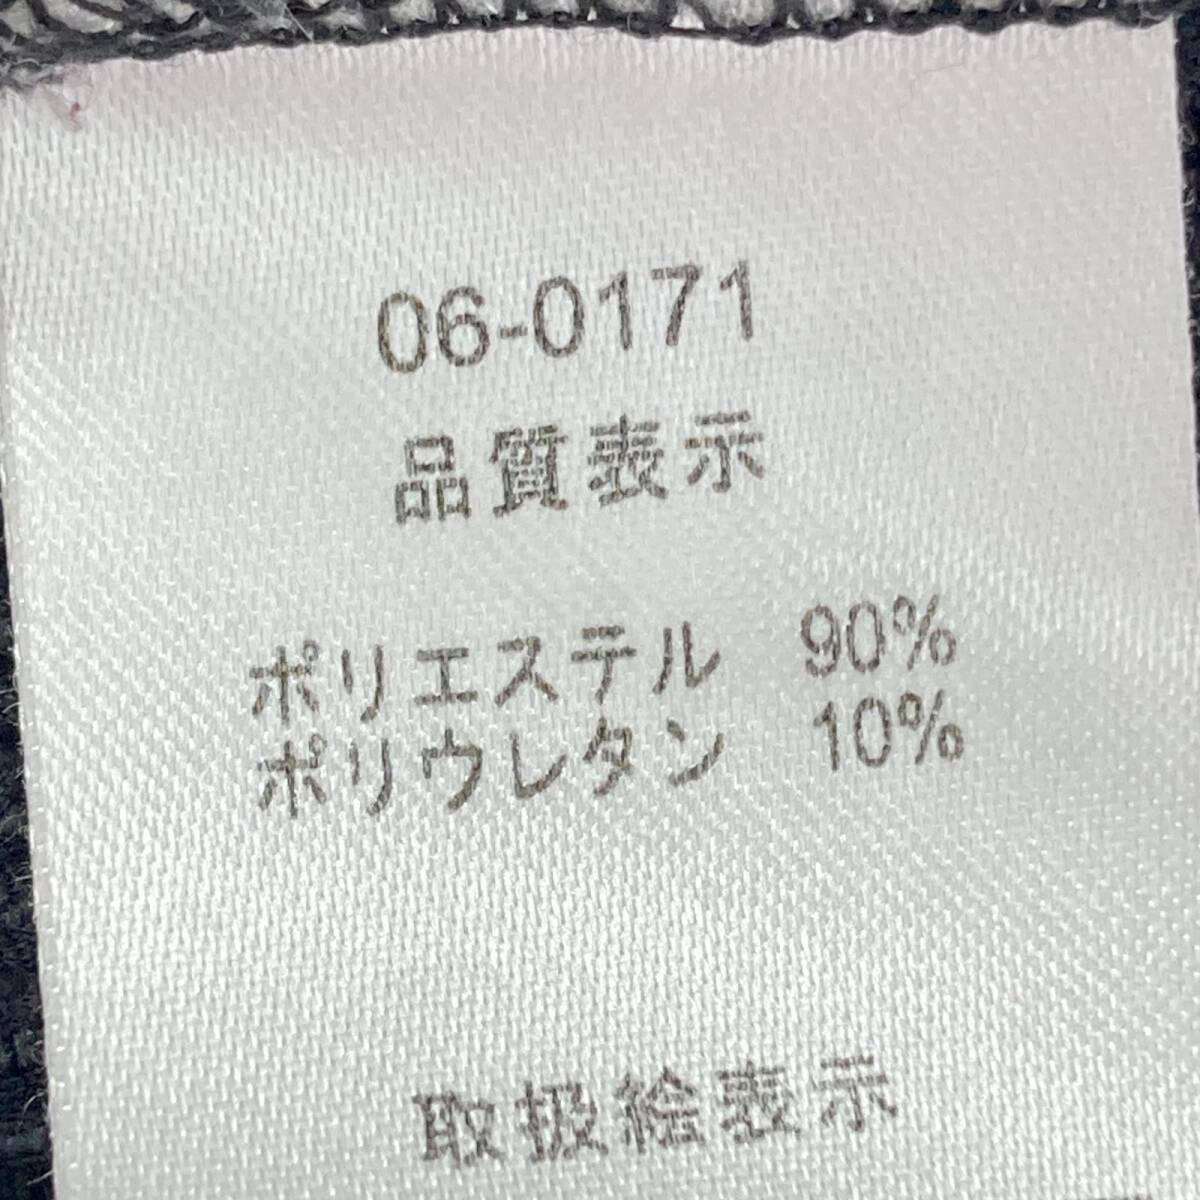 06-0171
品質表示
ポリエステル 90%
ポリウレタン 10%
取扱絵表示